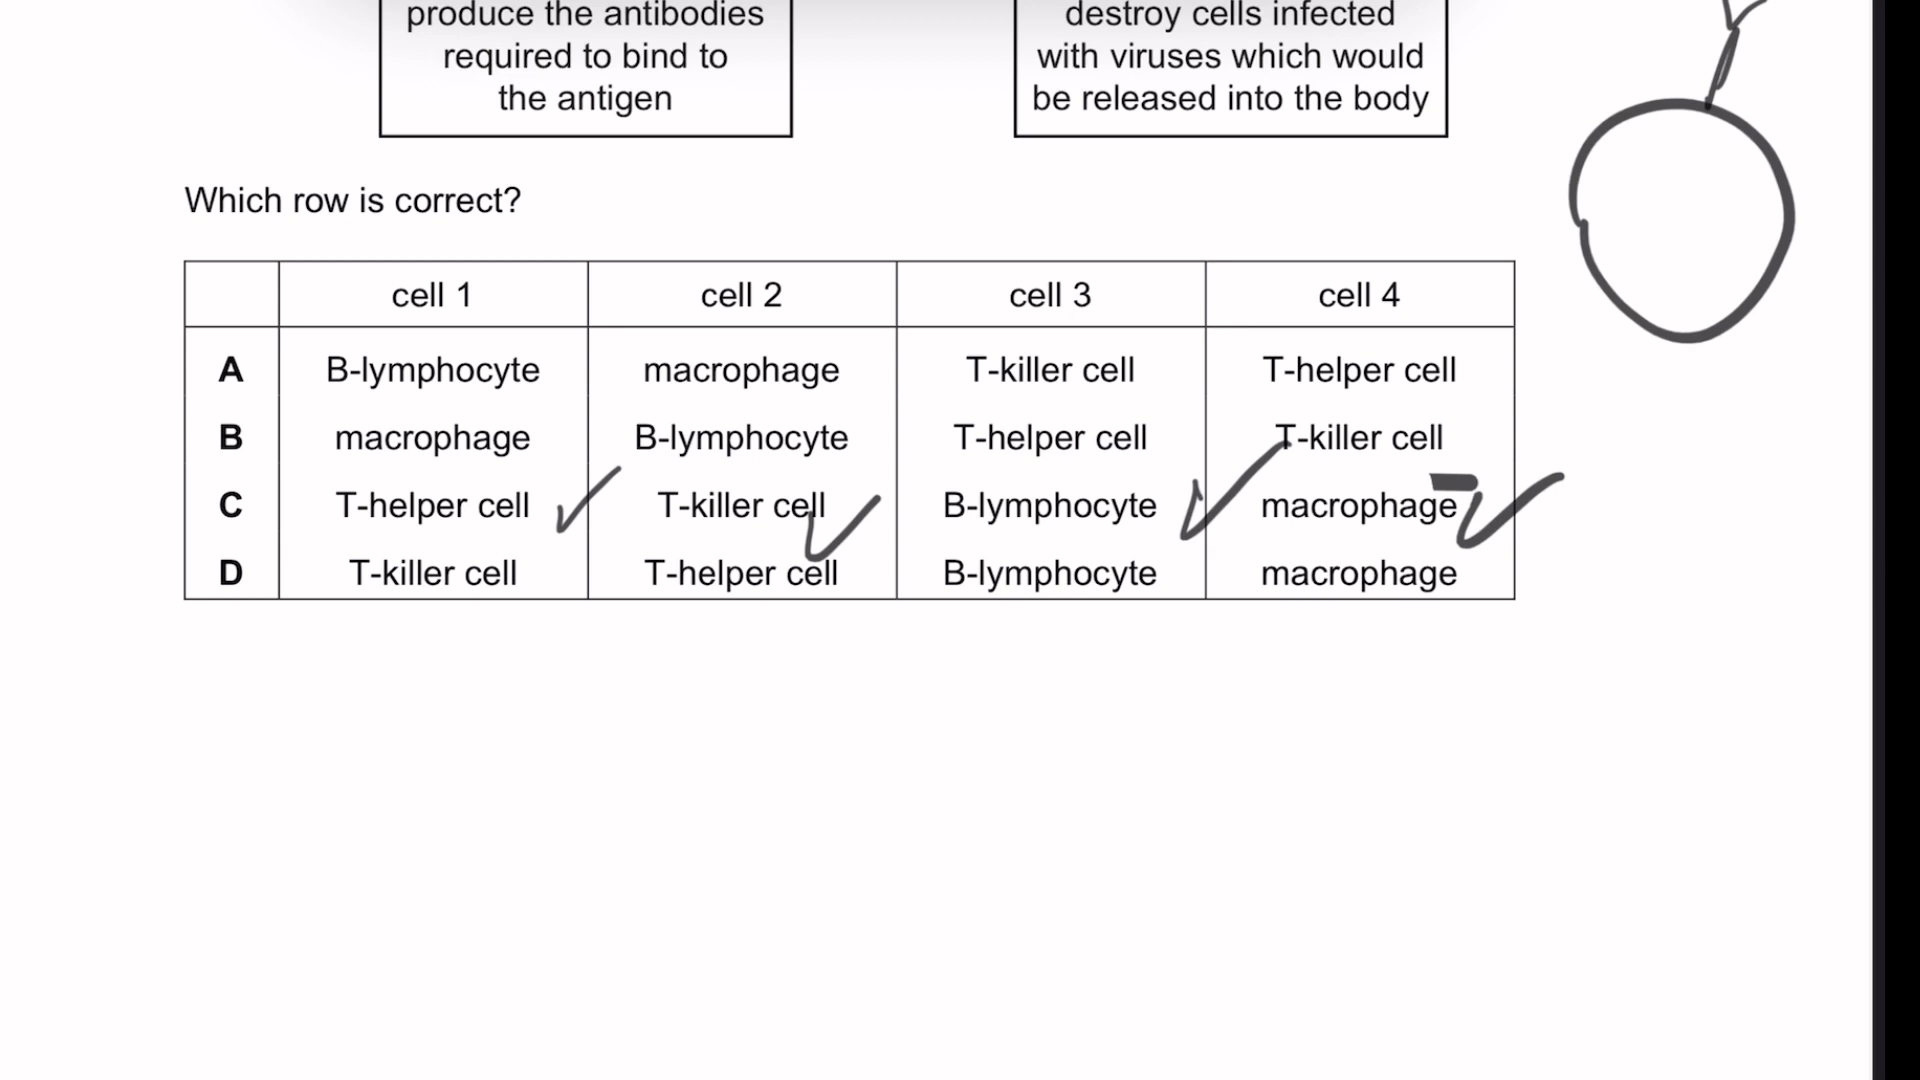 produce the antibodies
required to bind to
the antigen
destroy cells infected
with viruses which would
be released into the body
Which row is correct?
cell 1 cell 2 cell 3 cell 4
A B-lymphocyte macrophage T-killer cell T-helper cell
B macrophage B-lymphocyte T-helper cell T-killer cell
C T-helper cell T-killer cell B-lymphocyte macrophage
D T-killer cell T-helper cell B-lymphocyte macrophage